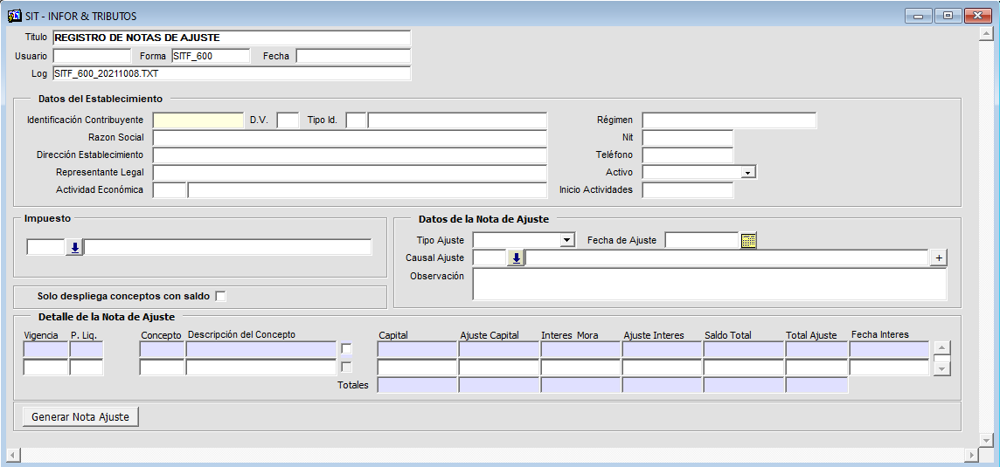 SIT - INFOR & TRIBUTOS
Titulo REGISTRO DE NOTAS DE AJUSTE
Usuario Forma SITF_600 Fecha
Log SITF_600_20211008.TXT
Datos del Establecimiento
Identificación Contribuyente D.V. Tipo Id. Régimen
Razon Social Nit
Dirección Establecimiento Teléfono
Representante Legal Activo
Actividad Económica Inicio Actividades
Impuesto Datos de la Nota de Ajuste
Tipo Ajuste Fecha de Ajuste
Causal Ajuste +
Observación
Solo despliega conceptos con saldo
Detalle de la Nota de Ajuste
Vigencia P. Liq. Concepto Descripción del Concepto Capital Ajuste Capital Interes Mora Ajuste Interes Saldo Total Total Ajuste Fecha Interes
Totales
Generar Nota Ajuste